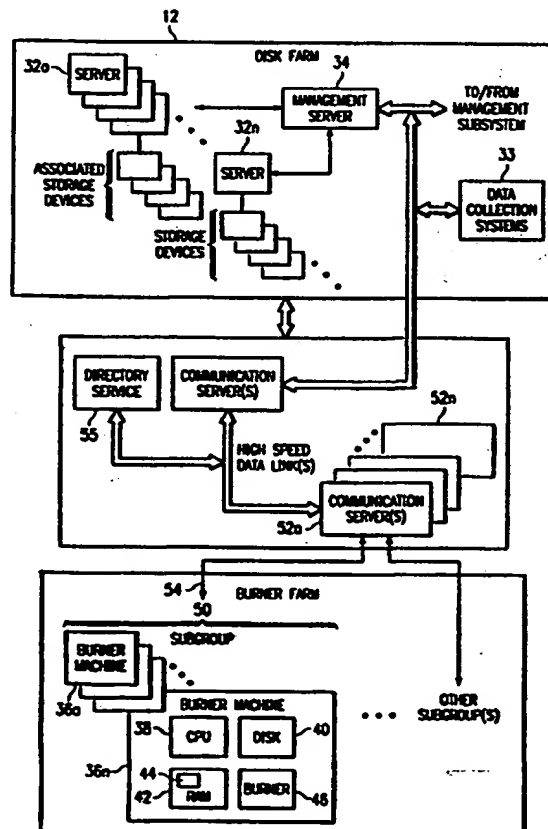 12
DISK FARM
32a
SERVER
34
MANAGEMENT
SERVER
TO/FROM
MANAGEMENT
SUBSYSTEM
32n
SERVER
33
DATA
COLLECTION
SYSTEMS
ASSOCIATED
STORAGE
DEVICES
STORAGE
DEVICES
DIRECTORY
SERVICE
55
COMMUNICATION
SERVER(S)
52n
HIGH SPEED
DATA LINK(S)
COMMUNICATION
SERVER(S)
52a
54
BURNER FARM
50
SUBGROUP
BURNER
MACHINE
36a
BURNER MACHINE
38
CPU
DISK
40
OTHER
SUBGROUP(S)
36n
44
42
RAM
BURNER
46